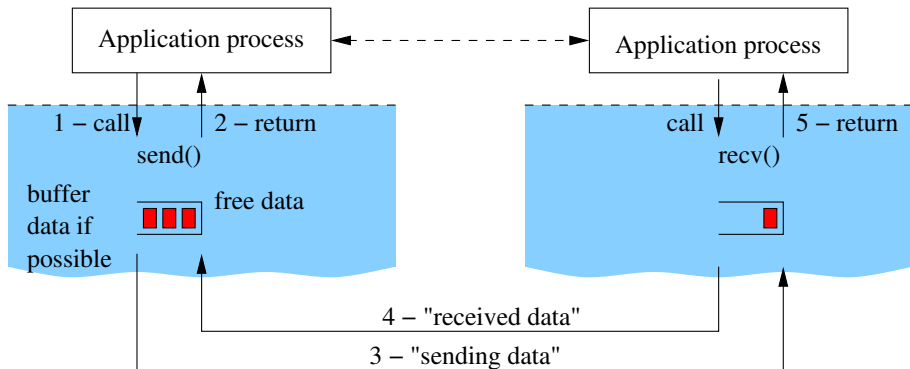 Application process
Application process
1 – call
2 – return
call
5 – return
send()
recv()
buffer
data if
possible
free data
4 – "received data"
3 – "sending data"